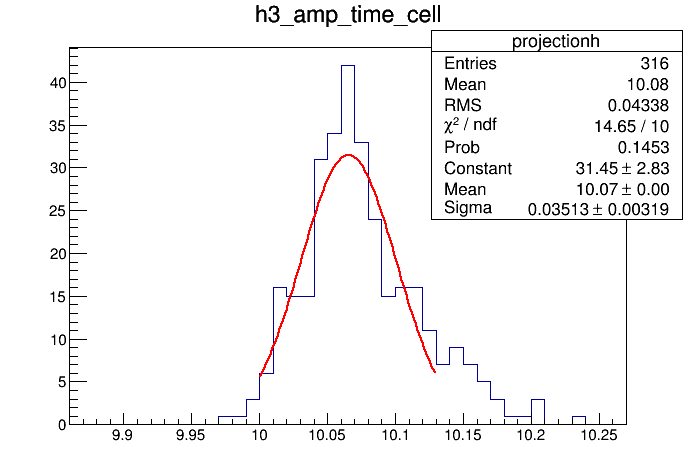 h3_amp_time_cell
projectionh
Entries 316
Mean 10.08
RMS 0.04338
χ² / ndf 14.65 / 10
Prob 0.1453
Constant 31.45 ± 2.83
Mean 10.07 ± 0.00
Sigma 0.03513 ± 0.00319
40
35
30
25
20
15
10
5
0
9.9 9.95 10 10.05 10.1 10.15 10.2 10.25